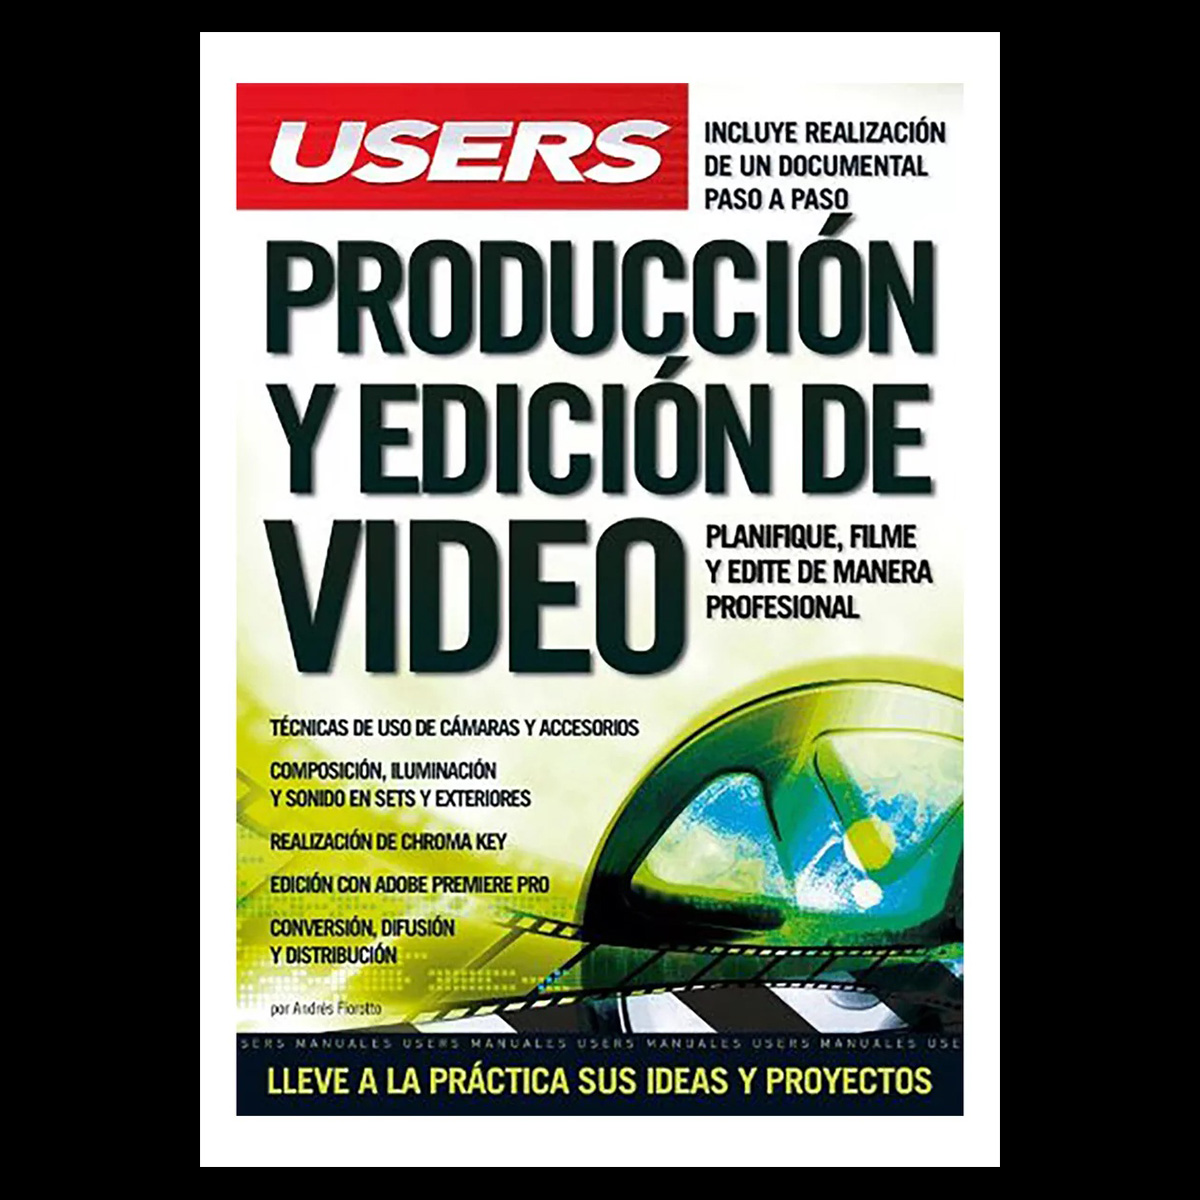 USERS
INCLUYE REALIZACIÓN
DE UN DOCUMENTAL
PASO A PASO
PRODUCCIÓN
Y EDICIÓN DE
VIDEO
PLANIFIQUE, FILME
Y EDITE DE MANERA
PROFESIONAL
TÉCNICAS DE USO DE CÁMARAS Y ACCESORIOS
COMPOSICIÓN, ILUMINACIÓN
Y SONIDO EN SETS Y EXTERIORES
REALIZACIÓN DE CHROMA KEY
EDICIÓN CON ADOBE PREMIERE PRO
CONVERSIÓN, DIFUSIÓN
Y DISTRIBUCIÓN
por Andrés Fiorotto
SERS MANUALES USERS MANUALES USERS MANUALES USERS MANUALES USE
LLEVE A LA PRÁCTICA SUS IDEAS Y PROYECTOS